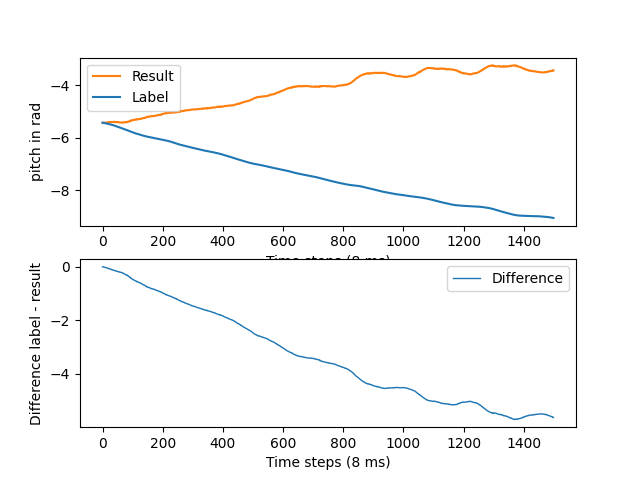 pitch in rad
−4
−6
−8
Result
Label
0 200 400 600 800 1000 1200 1400
Time steps (8 ms)
Difference label - result
0
−2
−4
Difference
0 200 400 600 800 1000 1200 1400
Time steps (8 ms)